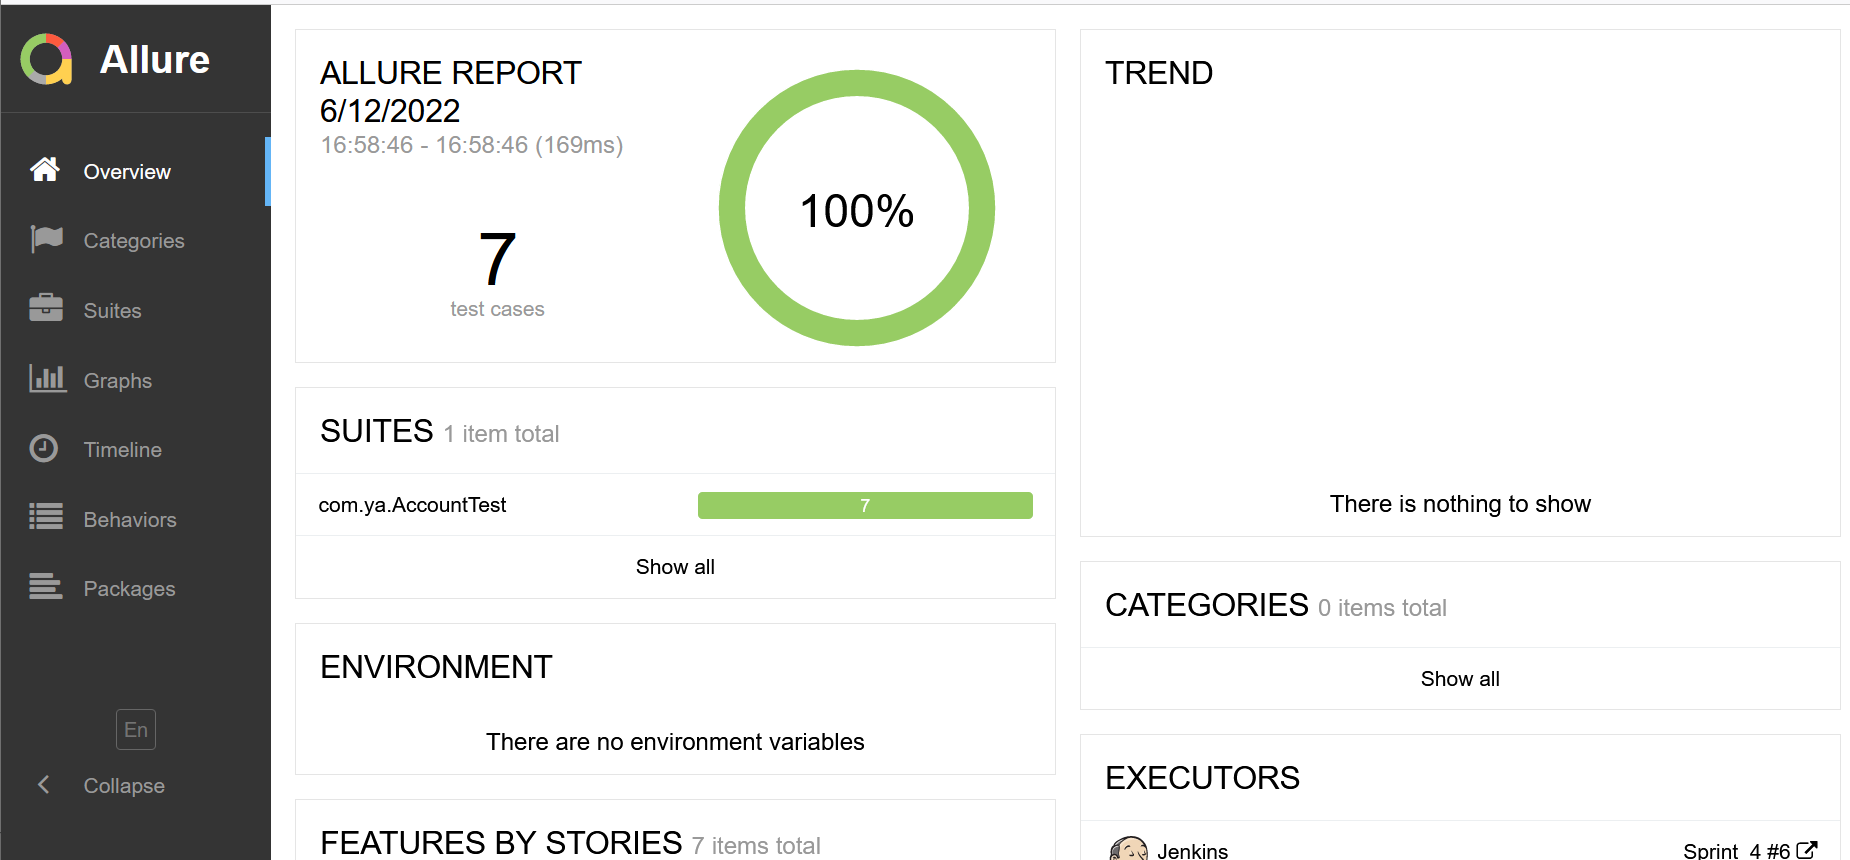 Allure
Overview
Categories
Suites
Graphs
Timeline
Behaviors
Packages
En
Collapse
ALLURE REPORT
6/12/2022
16:58:46 - 16:58:46 (169ms)
7
test cases
100%
SUITES 1 item total
com.ya.AccountTest 7
Show all
ENVIRONMENT
There are no environment variables
FEATURES BY STORIES 7 items total
TREND
There is nothing to show
CATEGORIES 0 items total
Show all
EXECUTORS
Jenkins Sprint_4 #6